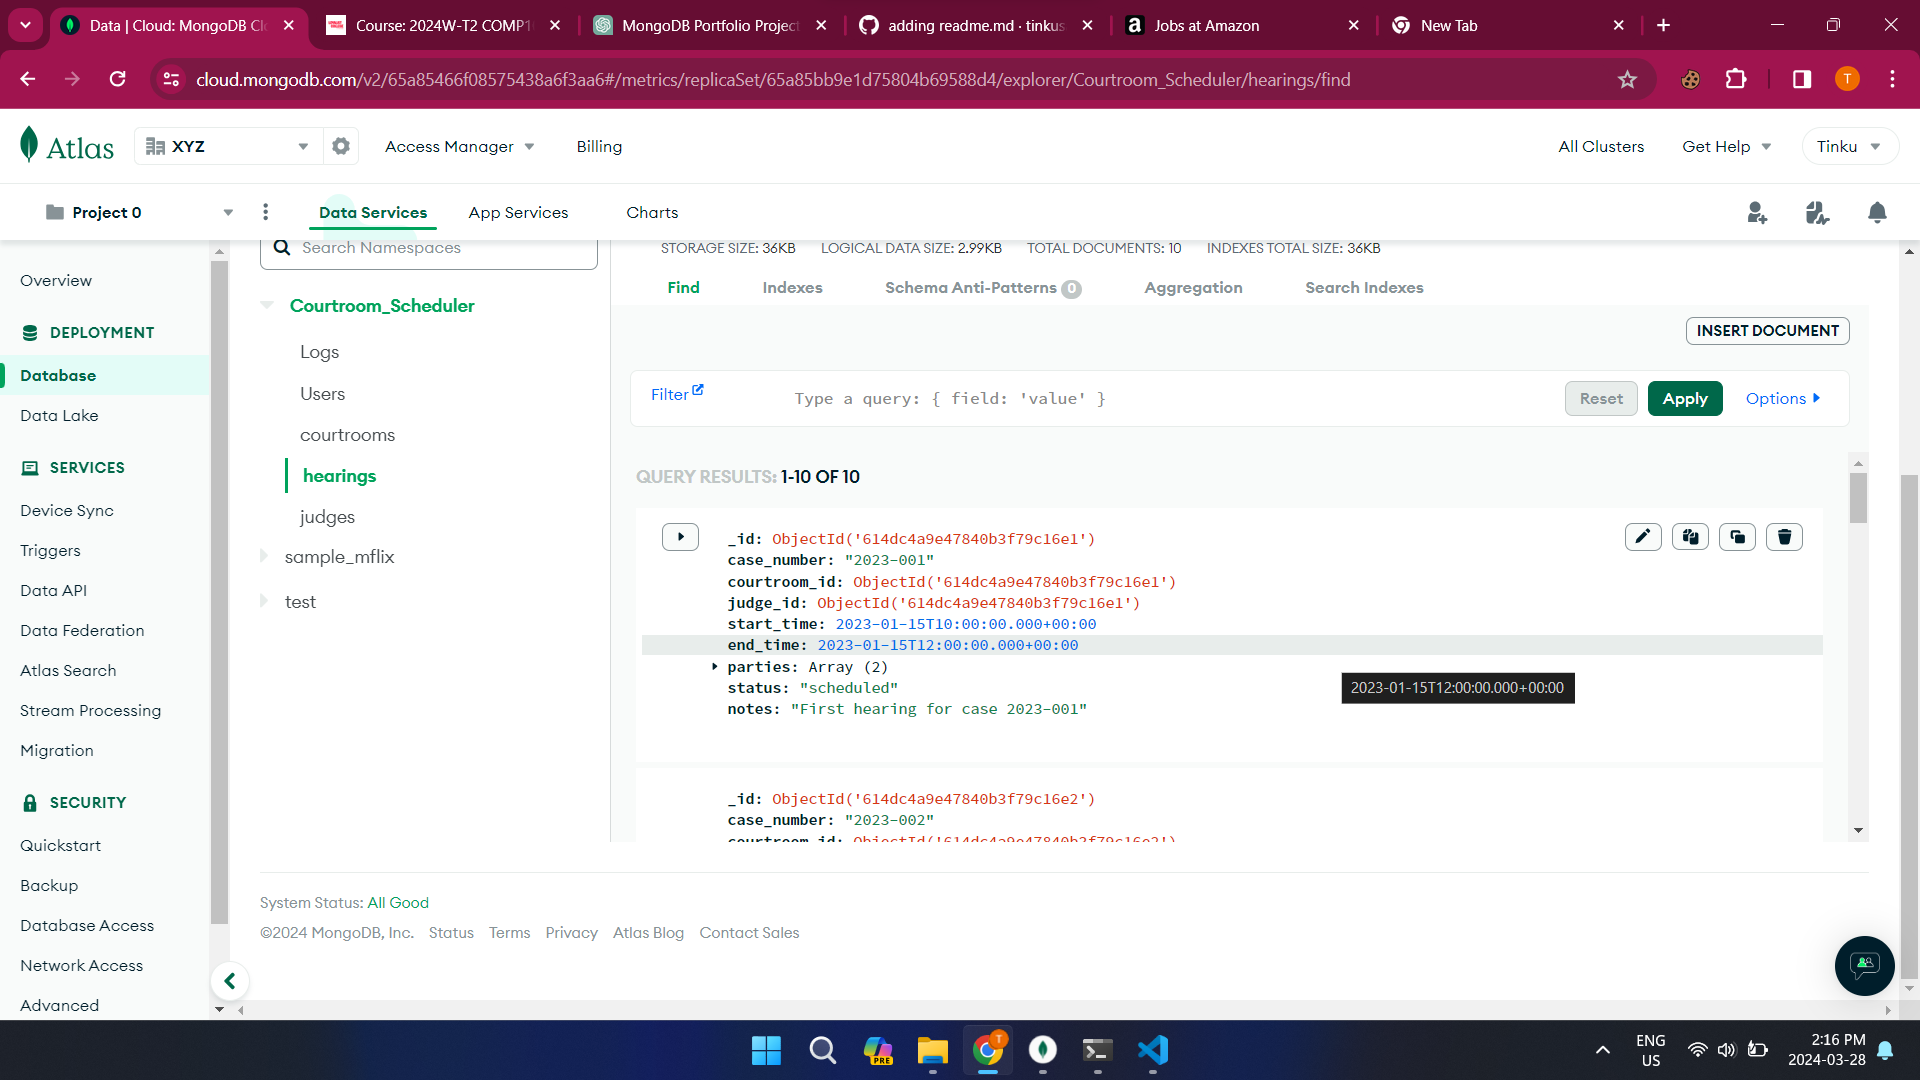 Data | Cloud: MongoDB Cl
Course: 2024W-T2 COMP1
MongoDB Portfolio Project
adding readme.md · tinkus
a Jobs at Amazon
New Tab
cloud.mongodb.com/v2/65a85466f08575438a6f3aa6#/metrics/replicaSet/65a85bb9e1d75804b69588d4/explorer/Courtroom_Scheduler/hearings/find
T
Atlas
XYZ
Access Manager
Billing
All Clusters
Get Help
Tinku
Project 0
Data Services
App Services
Charts
Overview
DEPLOYMENT
Database
Data Lake
SERVICES
Device Sync
Triggers
Data API
Data Federation
Atlas Search
Stream Processing
Migration
SECURITY
Quickstart
Backup
Database Access
Network Access
Advanced
Search Namespaces
Courtroom_Scheduler
Logs
Users
courtrooms
hearings
judges
sample_mflix
test
STORAGE SIZE: 36KB LOGICAL DATA SIZE: 2.99KB TOTAL DOCUMENTS: 10 INDEXES TOTAL SIZE: 36KB
Find Indexes Schema Anti-Patterns 0 Aggregation Search Indexes
INSERT DOCUMENT
Filter Type a query: { field: 'value' } Reset Apply Options
QUERY RESULTS: 1-10 OF 10
_id: ObjectId('614dc4a9e47840b3f79c16e1')
case_number: "2023-001"
courtroom_id: ObjectId('614dc4a9e47840b3f79c16e1')
judge_id: ObjectId('614dc4a9e47840b3f79c16e1')
start_time: 2023-01-15T10:00:00.000+00:00
end_time: 2023-01-15T12:00:00.000+00:00
parties: Array (2)
status: "scheduled"
2023-01-15T12:00:00.000+00:00
notes: "First hearing for case 2023-001"
_id: ObjectId('614dc4a9e47840b3f79c16e2')
case_number: "2023-002"
courtroom_id: ObjectId('614dc4a9e47840b3f79c16e2')
System Status: All Good
©2024 MongoDB, Inc. Status Terms Privacy Atlas Blog Contact Sales
PRE
T
ENG
US
2:16 PM
2024-03-28